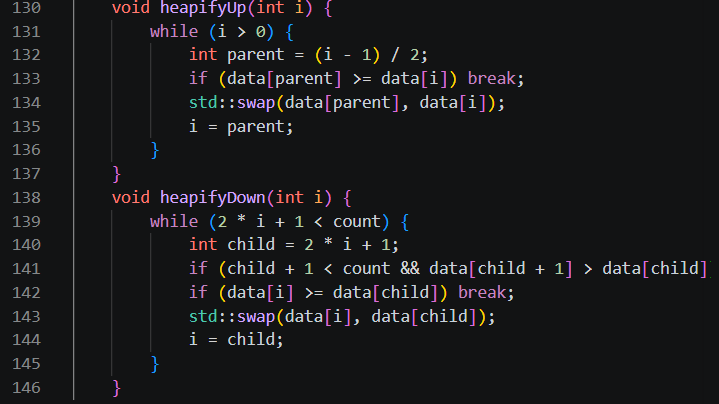 130 void heapifyUp(int i) {
131 while (i > 0) {
132 int parent = (i - 1) / 2;
133 if (data[parent] >= data[i]) break;
134 std::swap(data[parent], data[i]);
135 i = parent;
136 }
137 }
138 void heapifyDown(int i) {
139 while (2 * i + 1 < count) {
140 int child = 2 * i + 1;
141 if (child + 1 < count && data[child + 1] > data[child]
142 if (data[i] >= data[child]) break;
143 std::swap(data[i], data[child]);
144 i = child;
145 }
146 }